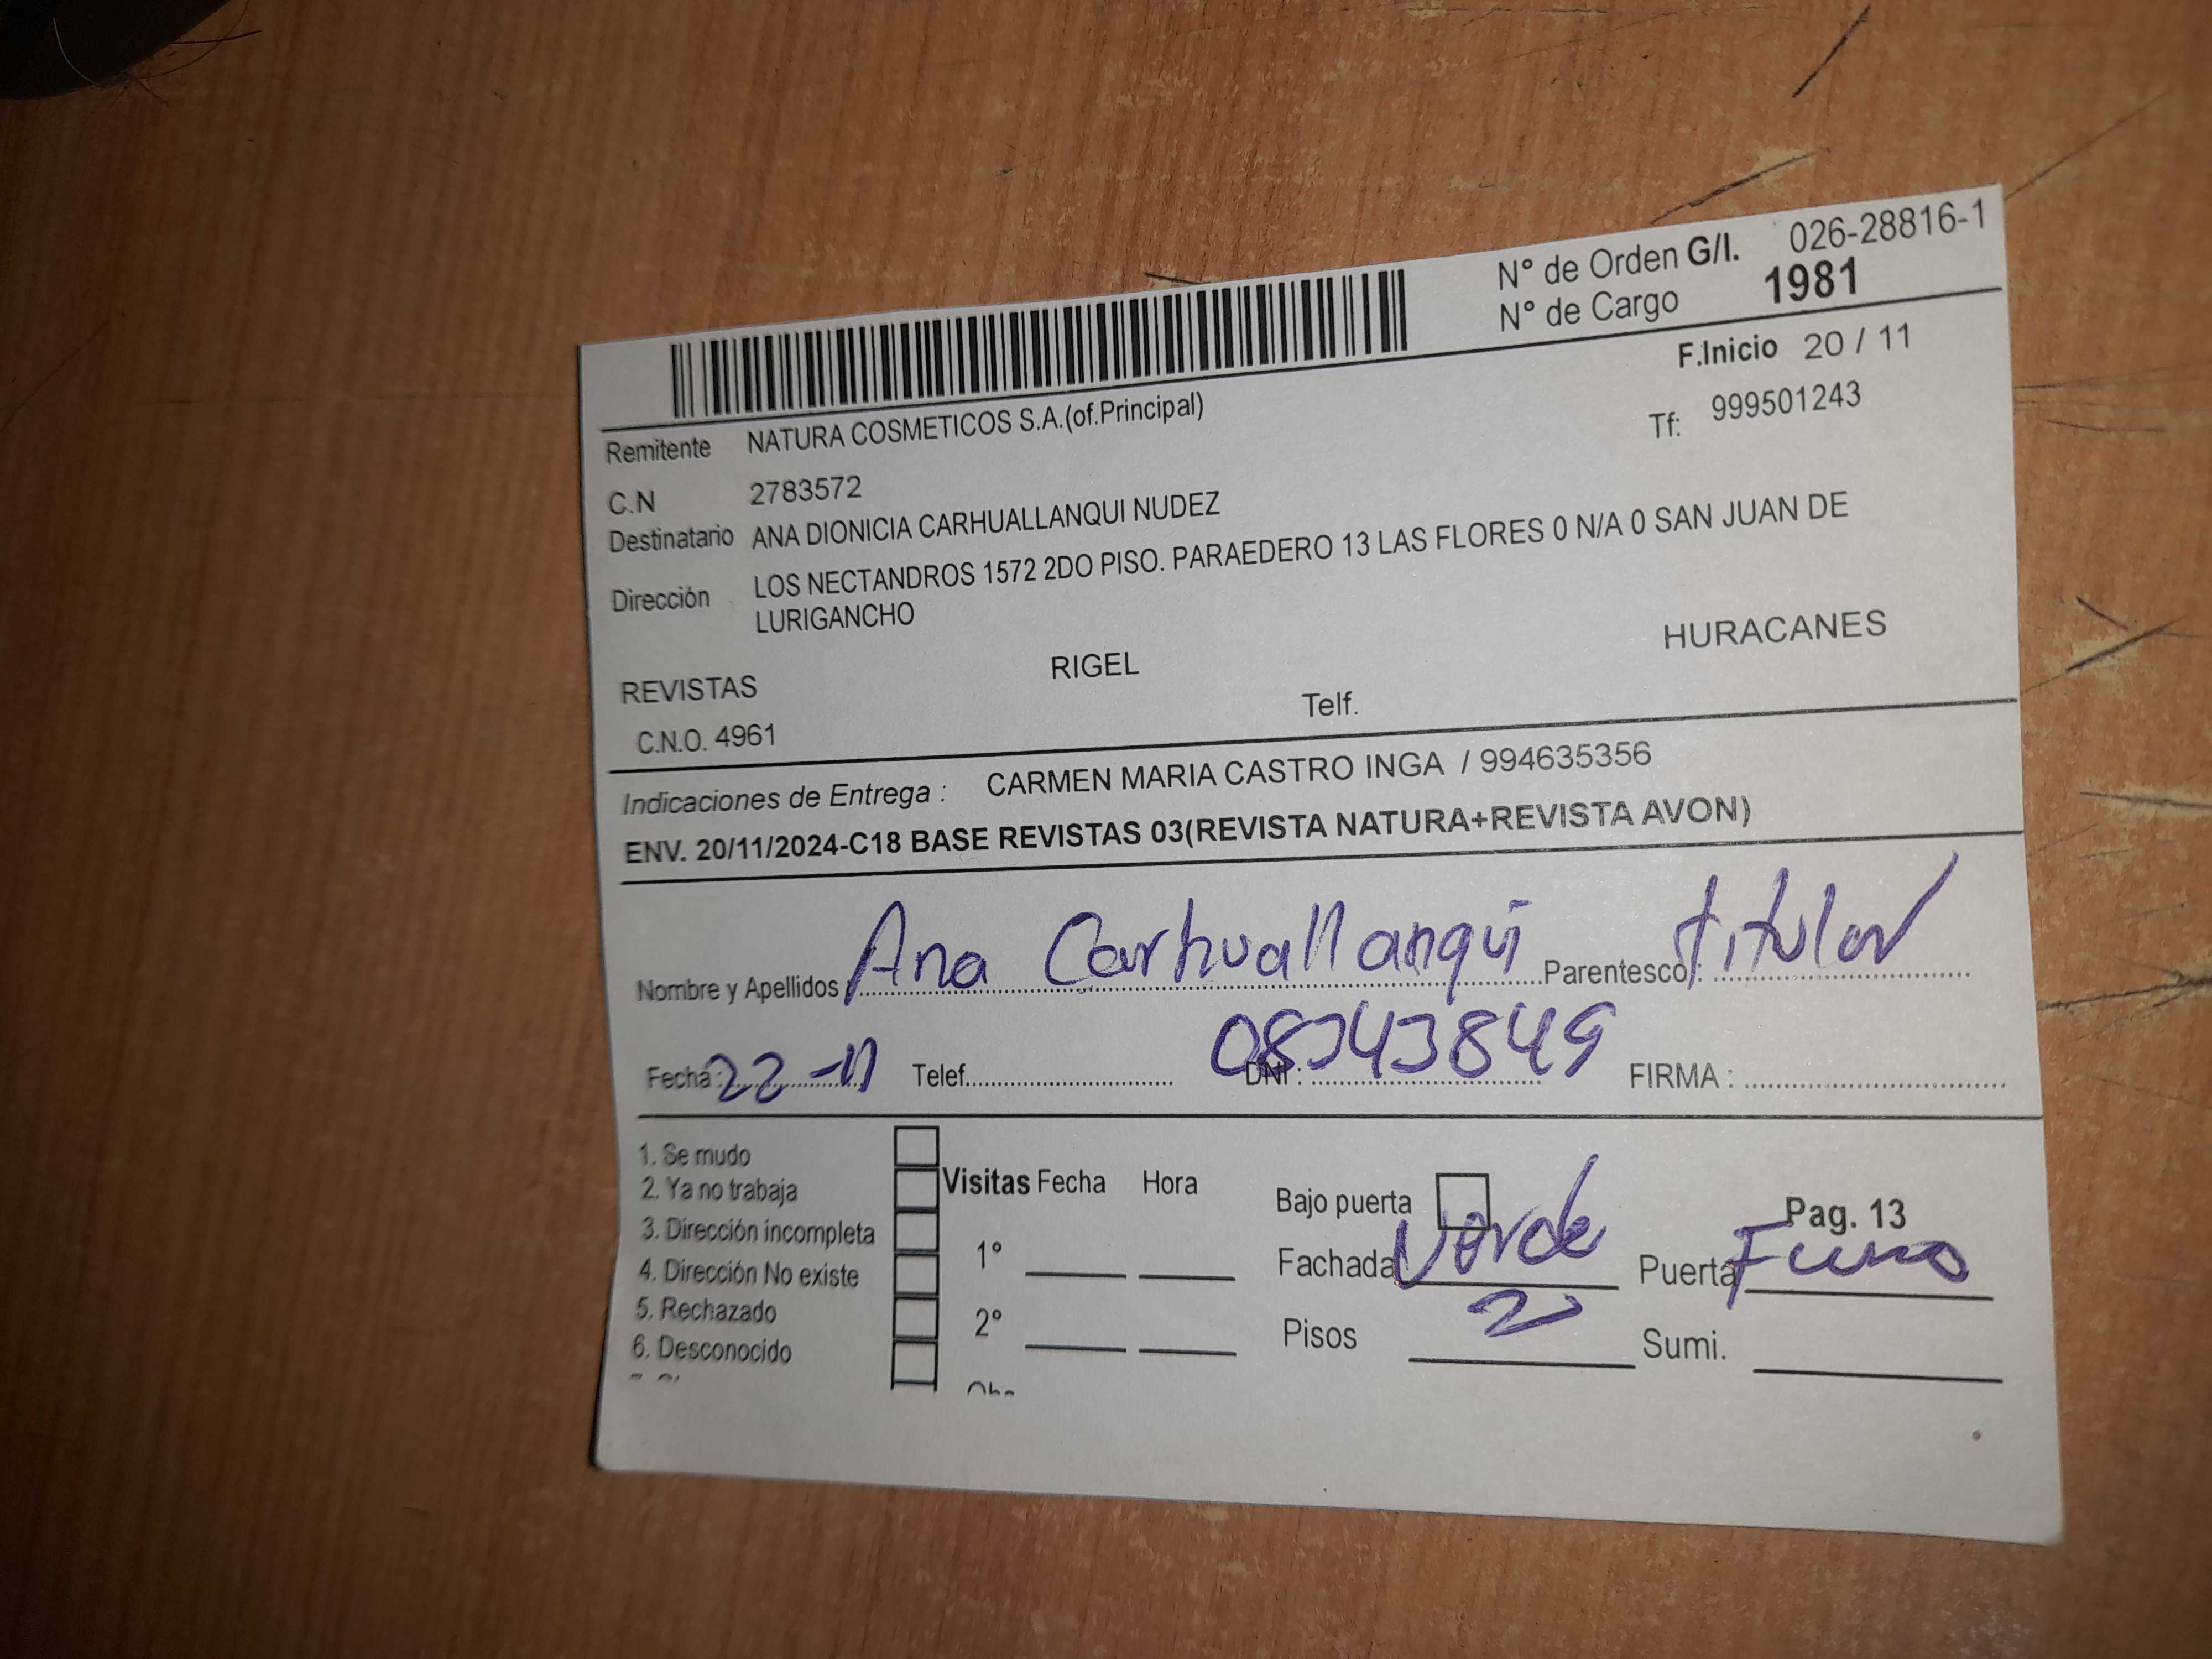 N° de Orden G/I. 026-28816-1
N° de Cargo 1981
F.Inicio 20 / 11
Remitente NATURA COSMETICOS S.A.(of.Principal) Tf: 999501243
C.N 2783572
Destinatario ANA DIONICIA CARHUALLANQUI NUDEZ
Dirección LOS NECTANDROS 1572 2DO PISO. PARAEDERO 13 LAS FLORES 0 N/A 0 SAN JUAN DE
LURIGANCHO
REVISTAS RIGEL HURACANES
C.N.O. 4961 Telf.
Indicaciones de Entrega : CARMEN MARIA CASTRO INGA / 994635356
ENV. 20/11/2024-C18 BASE REVISTAS 03(REVISTA NATURA+REVISTA AVON)
Nombre y Apellidos Ana Carhuallanqui Parentesco: titular
Fecha: 22-11 Telef. DNI: 08343849 FIRMA :
1. Se mudo
2. Ya no trabaja
3. Dirección incompleta
4. Dirección No existe
5. Rechazado
6. Desconocido
Visitas Fecha Hora
1°
2°
Bajo puerta Pag. 13
Fachada Verde Puerta
Pisos 2 Sumi.